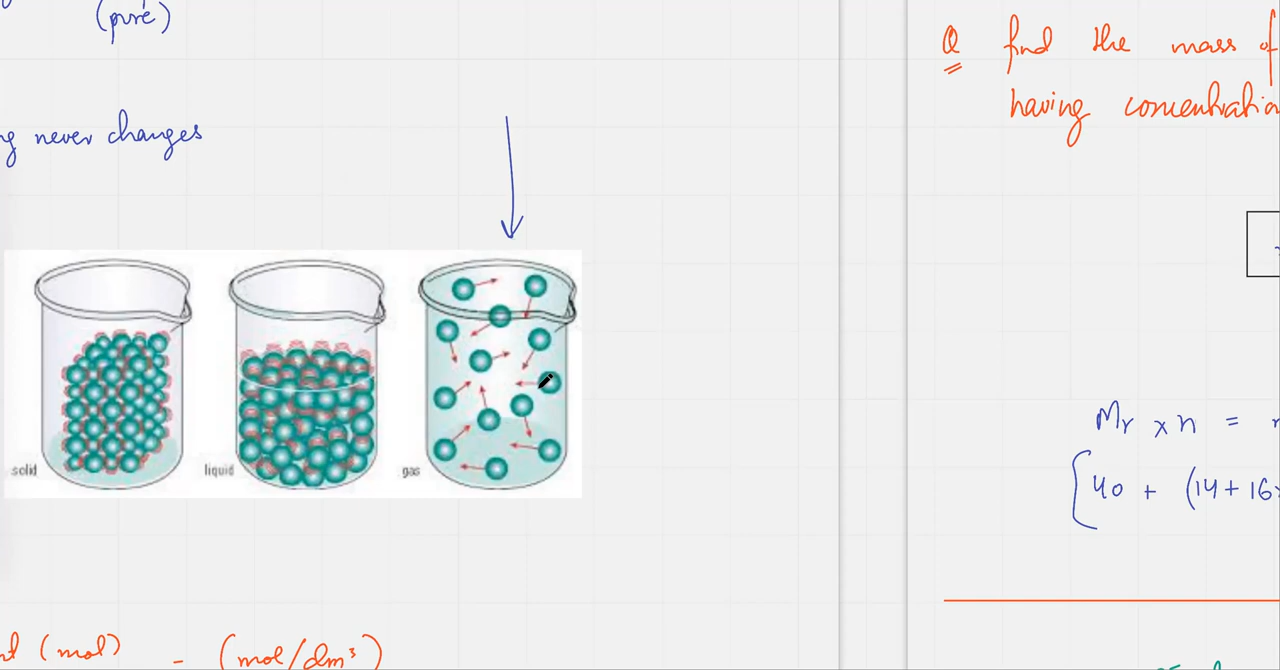 (pure)
never changes
solid
liquid
gas
(mol) = (mol/dm³)
Q find the mass of
having concentration
Mr x n =
{40 + (14 + 16